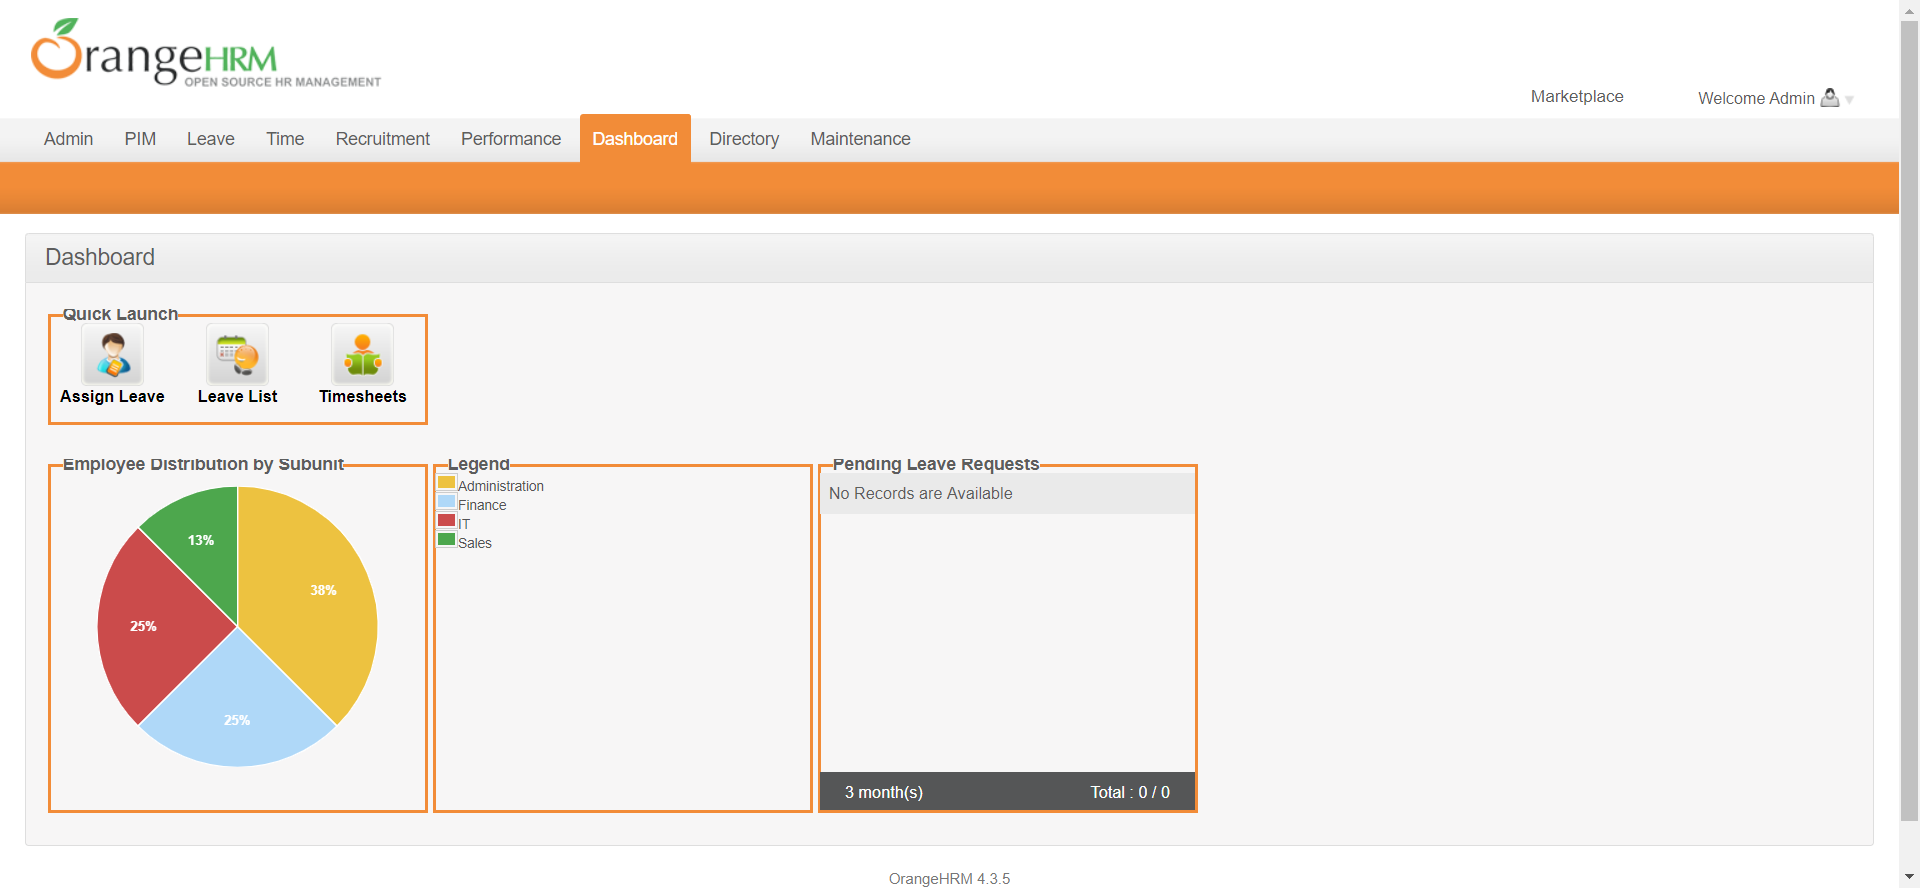 OrangeHRM
OPEN SOURCE HR MANAGEMENT
Marketplace
Welcome Admin
Admin PIM Leave Time Recruitment Performance Dashboard Directory Maintenance
Dashboard
Quick Launch
Assign Leave Leave List Timesheets
Employee Distribution by Subunit
13%
38%
25%
25%
Legend
Administration
Finance
IT
Sales
Pending Leave Requests
No Records are Available
3 month(s) Total : 0 / 0
OrangeHRM 4.3.5